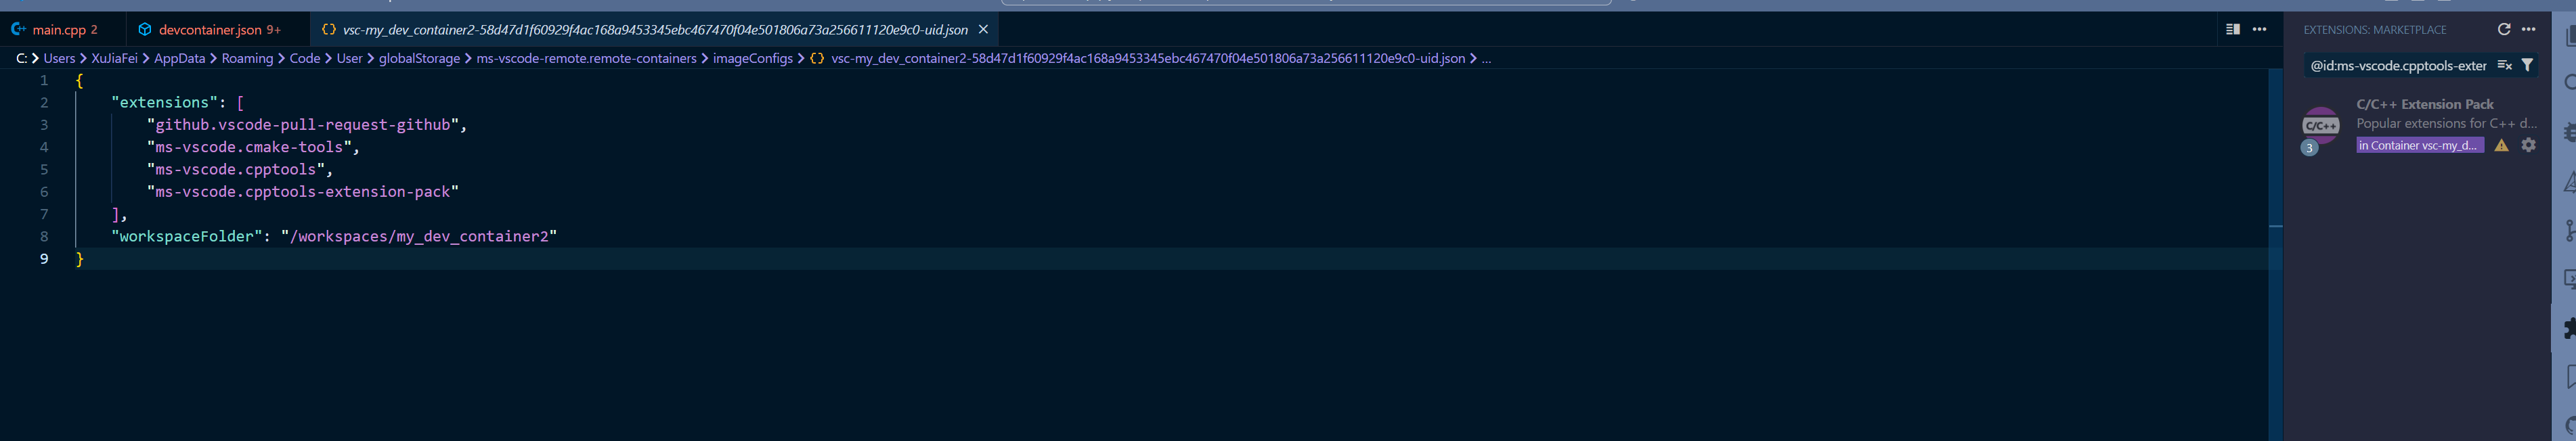 main.cpp 2
devcontainer.json 9+
vsc-my_dev_container2-58d47d1f60929f4ac168a9453345ebc467470f04e501806a73a256611120e9c0-uid.json
C: > Users > XuJiaFei > AppData > Roaming > Code > User > globalStorage > ms-vscode-remote.remote-containers > imageConfigs > {} vsc-my_dev_container2-58d47d1f60929f4ac168a9453345ebc467470f04e501806a73a256611120e9c0-uid.json > ...
1 {
2 "extensions": [
3 "github.vscode-pull-request-github",
4 "ms-vscode.cmake-tools",
5 "ms-vscode.cpptools",
6 "ms-vscode.cpptools-extension-pack"
7 ],
8 "workspaceFolder": "/workspaces/my_dev_container2"
9 }
EXTENSIONS: MARKETPLACE
@id:ms-vscode.cpptools-exter
C/C++
3
C/C++ Extension Pack
Popular extensions for C++ d...
in Container vsc-my_d...